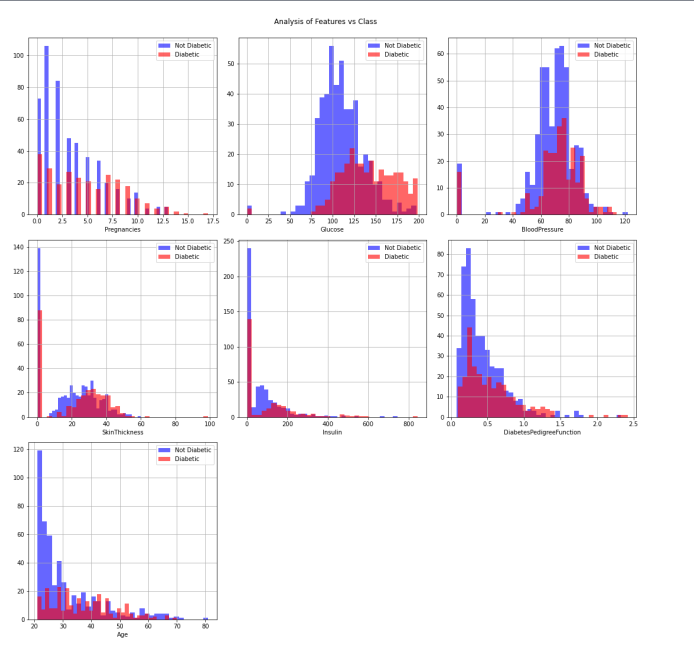 Analysis of Features vs Class
Not Diabetic
Diabetic
100
80
60
40
20
0
0.0 2.5 5.0 7.5 10.0 12.5 15.0 17.5
Pregnancies
Not Diabetic
Diabetic
50
40
30
20
10
0
0 25 50 75 100 125 150 175 200
Glucose
Not Diabetic
Diabetic
60
50
40
30
20
10
0
0 20 40 60 80 100 120
BloodPressure
Not Diabetic
Diabetic
140
120
100
80
60
40
20
0
0 20 40 60 80 100
SkinThickness
Not Diabetic
Diabetic
250
200
150
100
50
0
0 200 400 600 800
Insulin
Not Diabetic
Diabetic
80
70
60
50
40
30
20
10
0
0.0 0.5 1.0 1.5 2.0 2.5
DiabetesPedigreeFunction
Not Diabetic
Diabetic
120
100
80
60
40
20
0
20 30 40 50 60 70 80
Age